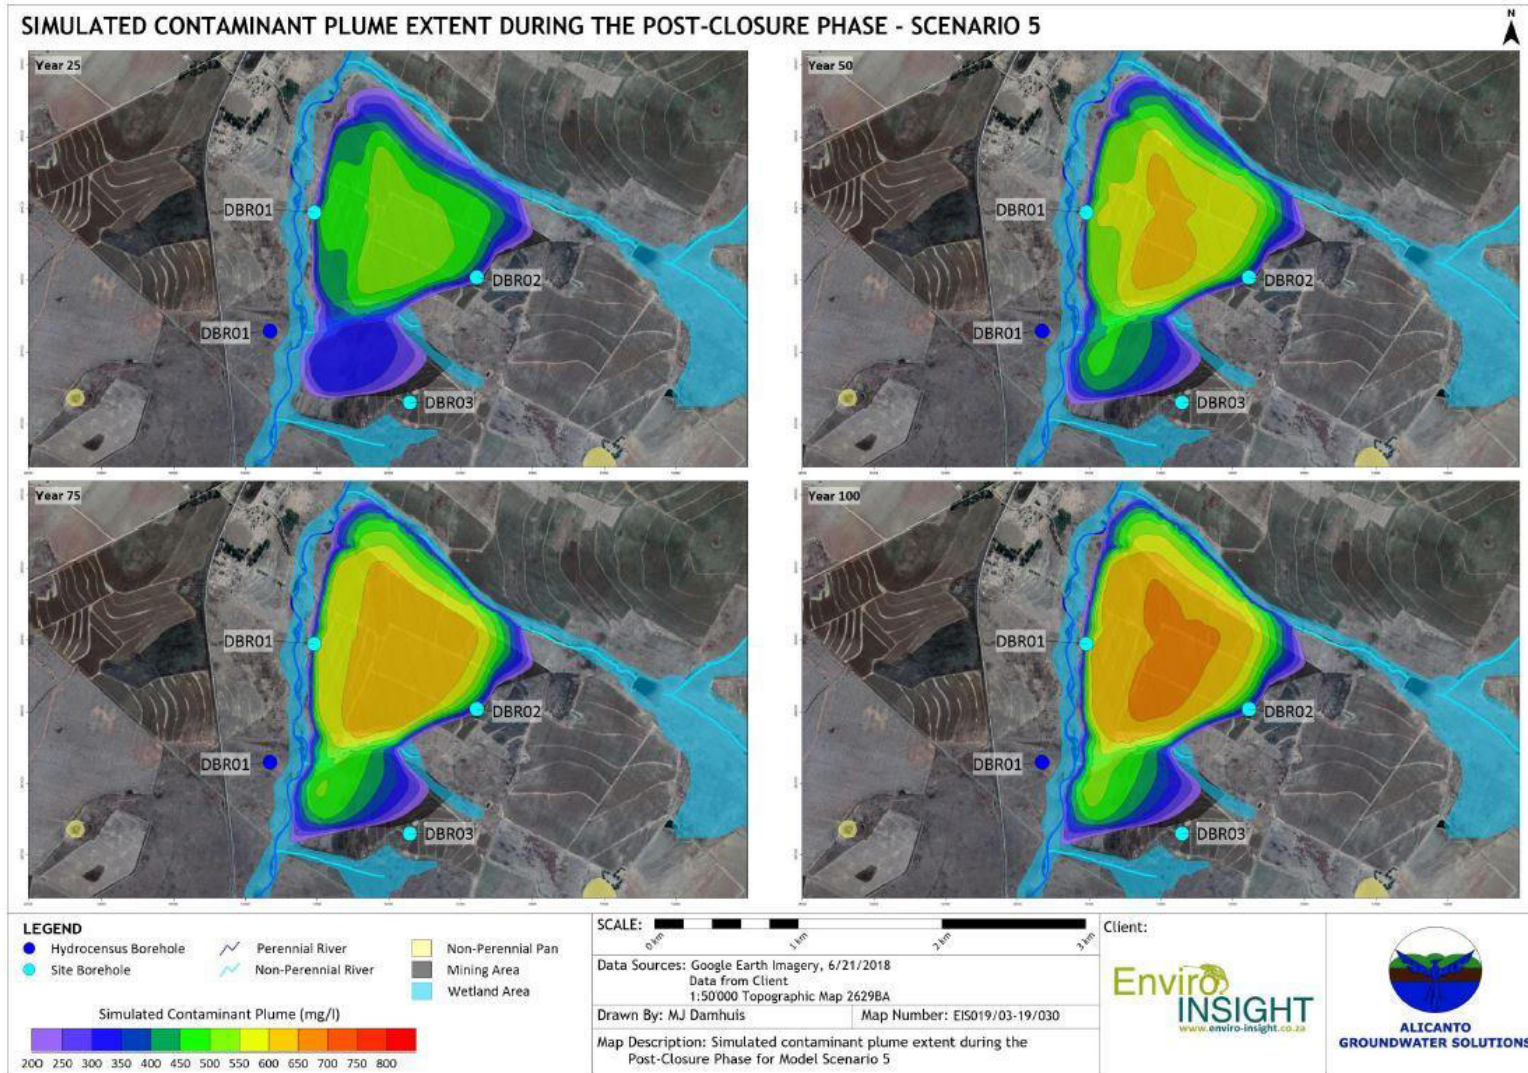 SIMULATED CONTAMINANT PLUME EXTENT DURING THE POST-CLOSURE PHASE - SCENARIO 5
N
Year 25
DBR01
DBR02
DBR01
DBR03
Year 50
DBR01
DBR02
DBR01
DBR03
Year 75
DBR01
DBR02
DBR01
DBR03
Year 100
DBR01
DBR02
DBR01
DBR03
LEGEND
Hydrocensus Borehole
Site Borehole
Perennial River
Non-Perennial River
Non-Perennial Pan
Mining Area
Wetland Area
Simulated Contaminant Plume (mg/l)
200 250 300 350 400 450 500 550 600 650 700 750 800
SCALE:
0 km 1 km 2 km 3 km
Data Sources: Google Earth Imagery, 6/21/2018
Data from Client
1:50'000 Topographic Map 2629BA
Drawn By: MJ Damhuis
Map Number: EIS019/03-19/030
Map Description: Simulated contaminant plume extent during the
Post-Closure Phase for Model Scenario 5
Client:
Enviro
INSIGHT
www.enviro-insight.co.za
ALICANTO
GROUNDWATER SOLUTIONS